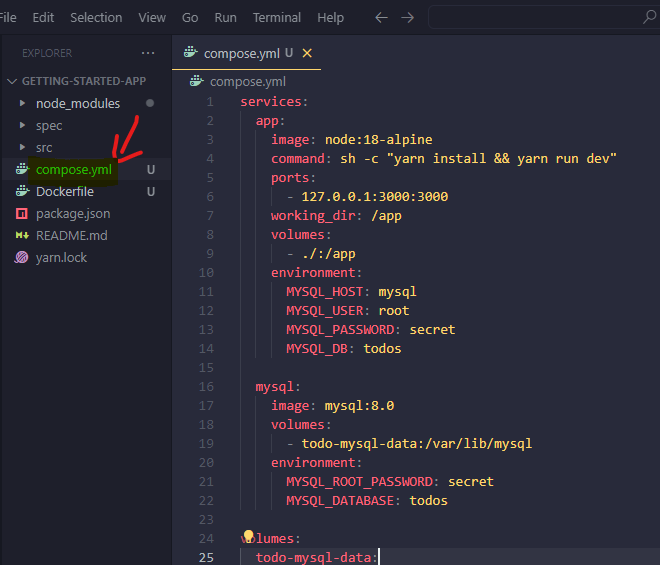 File Edit Selection View Go Run Terminal Help
EXPLORER ...
compose.yml U
GETTING-STARTED-APP
node_modules
spec
src
compose.yml U
Dockerfile U
package.json
README.md
yarn.lock
compose.yml
1 services:
2 app:
3 image: node:18-alpine
4 command: sh -c "yarn install && yarn run dev"
5 ports:
6 - 127.0.0.1:3000:3000
7 working_dir: /app
8 volumes:
9 - ./:/app
10 environment:
11 MYSQL_HOST: mysql
12 MYSQL_USER: root
13 MYSQL_PASSWORD: secret
14 MYSQL_DB: todos
15
16 mysql:
17 image: mysql:8.0
18 volumes:
19 - todo-mysql-data:/var/lib/mysql
20 environment:
21 MYSQL_ROOT_PASSWORD: secret
22 MYSQL_DATABASE: todos
23
24 volumes:
25 todo-mysql-data: